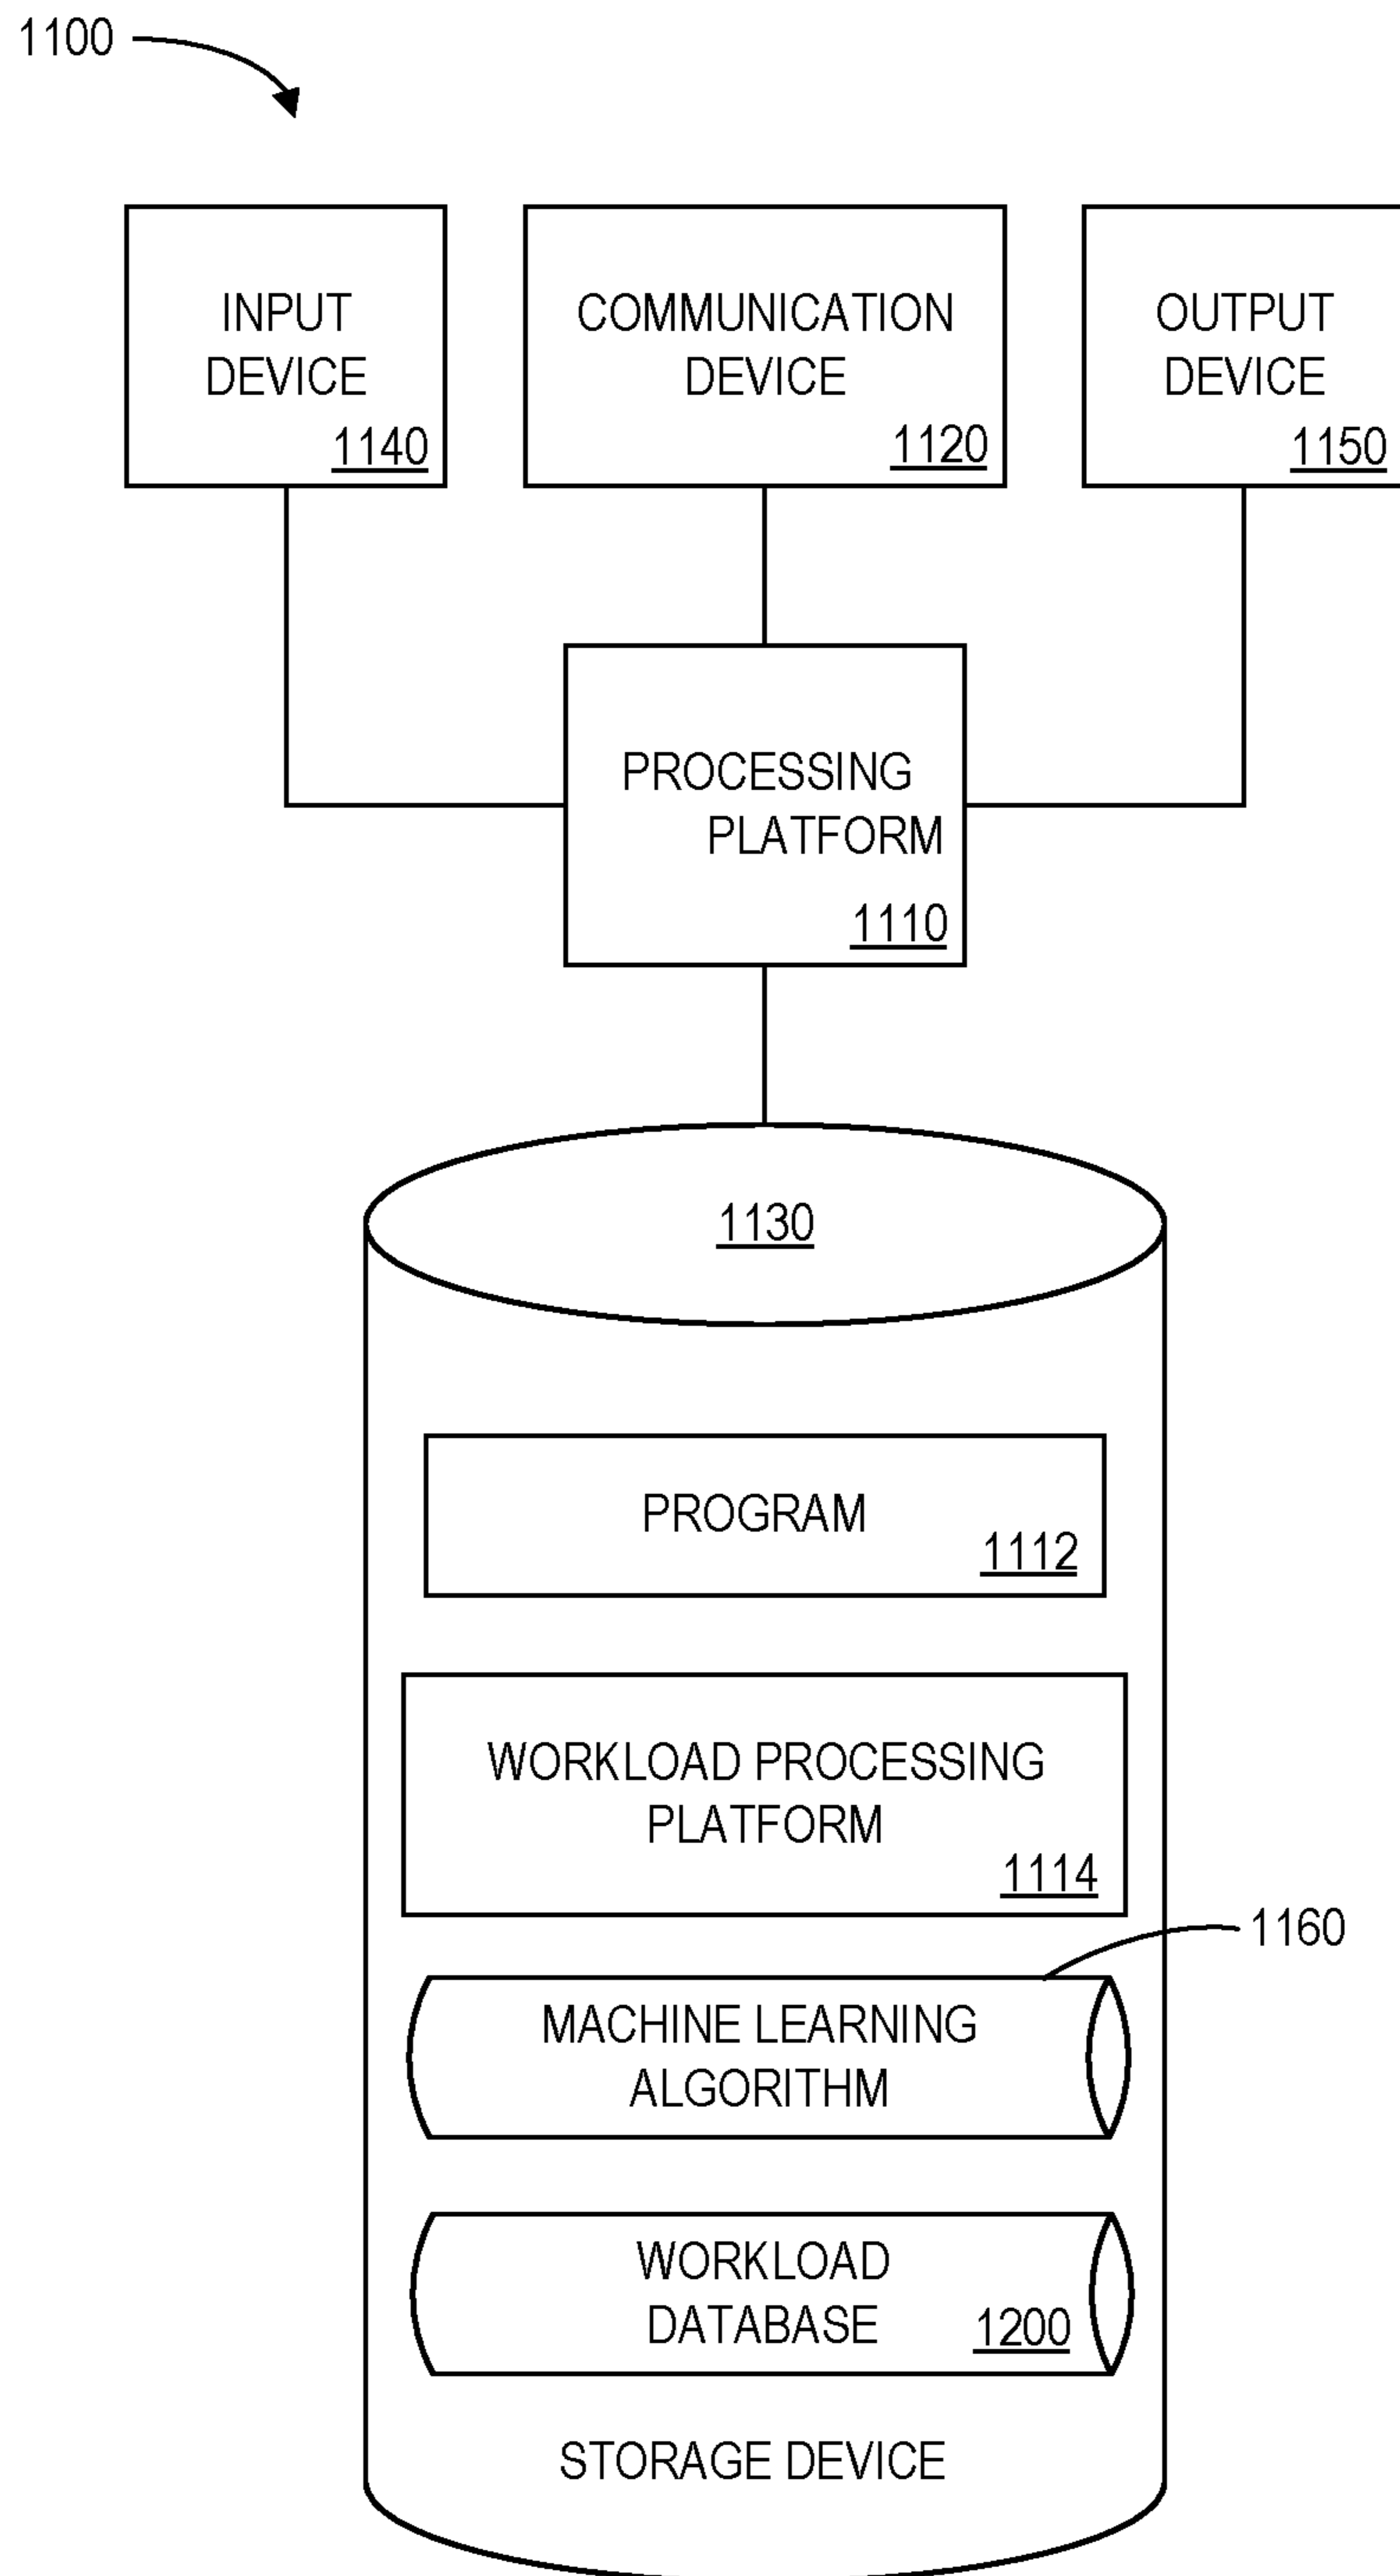 1100
INPUT
DEVICE
1140
COMMUNICATION
DEVICE
1120
OUTPUT
DEVICE
1150
PROCESSING
PLATFORM
1110
1130
PROGRAM
1112
WORKLOAD PROCESSING
PLATFORM
1114
1160
MACHINE LEARNING
ALGORITHM
WORKLOAD
DATABASE
1200
STORAGE DEVICE